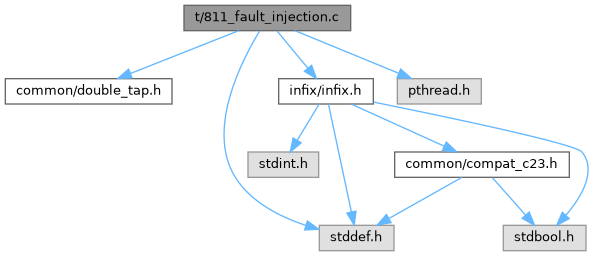 t/811_fault_injection.c
common/double_tap.h
infix/infix.h
pthread.h
stdint.h
common/compat_c23.h
stddef.h
stdbool.h